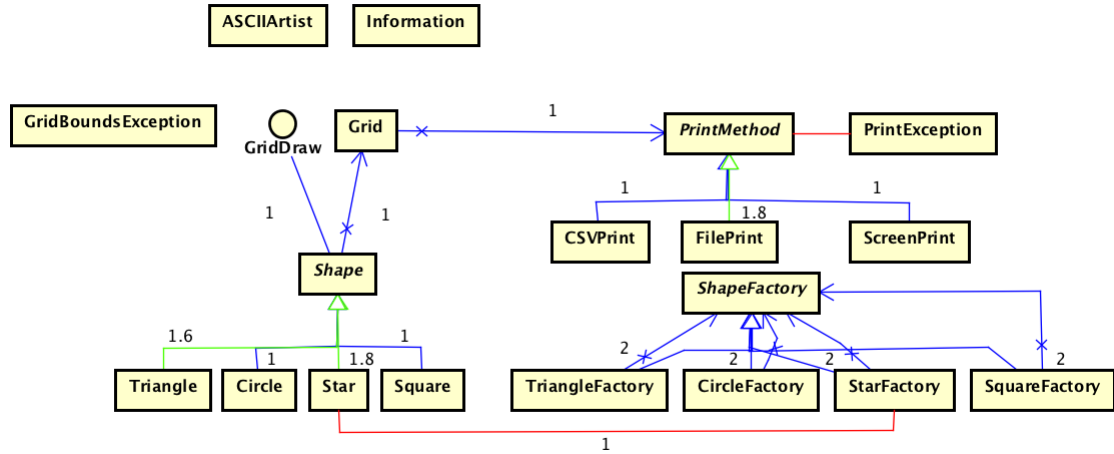 ASCIIArtist
Information
GridBoundsException
GridDraw
Grid
1
PrintMethod
PrintException
1
1
1
1.8
1
CSVPrint
FilePrint
ScreenPrint
Shape
ShapeFactory
1.6
1
1.8
1
2
2
2
2
Triangle
Circle
Star
Square
TriangleFactory
CircleFactory
StarFactory
SquareFactory
1